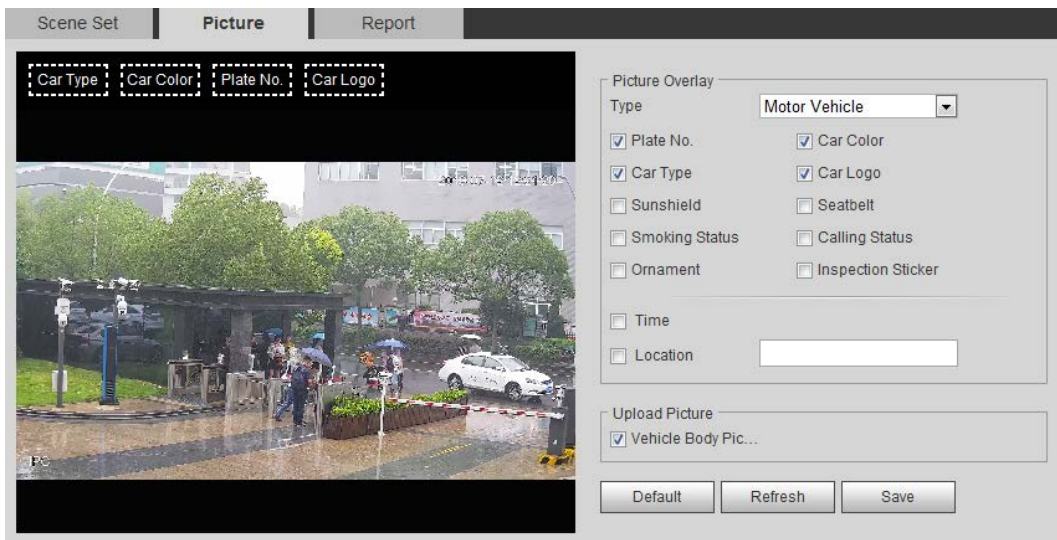 Scene Set Picture Report
Car Type Car Color Plate No. Car Logo
IPC
Picture Overlay
Type Motor Vehicle
Plate No. Car Color
Car Type Car Logo
Sunshield Seatbelt
Smoking Status Calling Status
Ornament Inspection Sticker
Time
Location
Upload Picture
Vehicle Body Pic...
Default Refresh Save